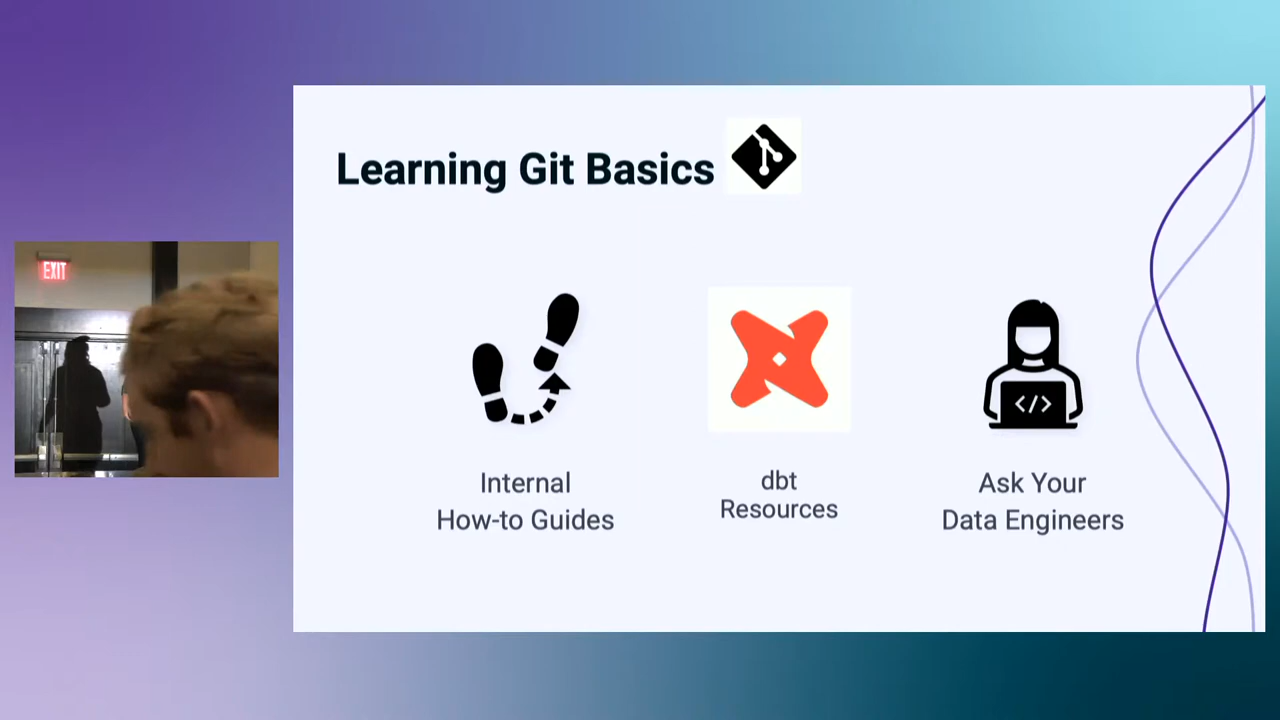 Learning Git Basics
EXIT
</>
Internal
How-to Guides
dbt
Resources
Ask Your
Data Engineers